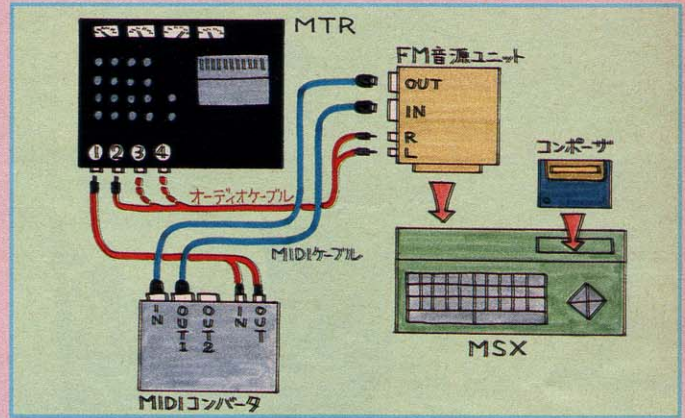 MTR
FM音源ユニット
OUT
IN
R
L
コンポーザ
① ② ③ ④
オーディオケーブル
MIDIケーブル
IN
OUT1
OUT2
IN
OUT
MSX
MIDIコンバータ